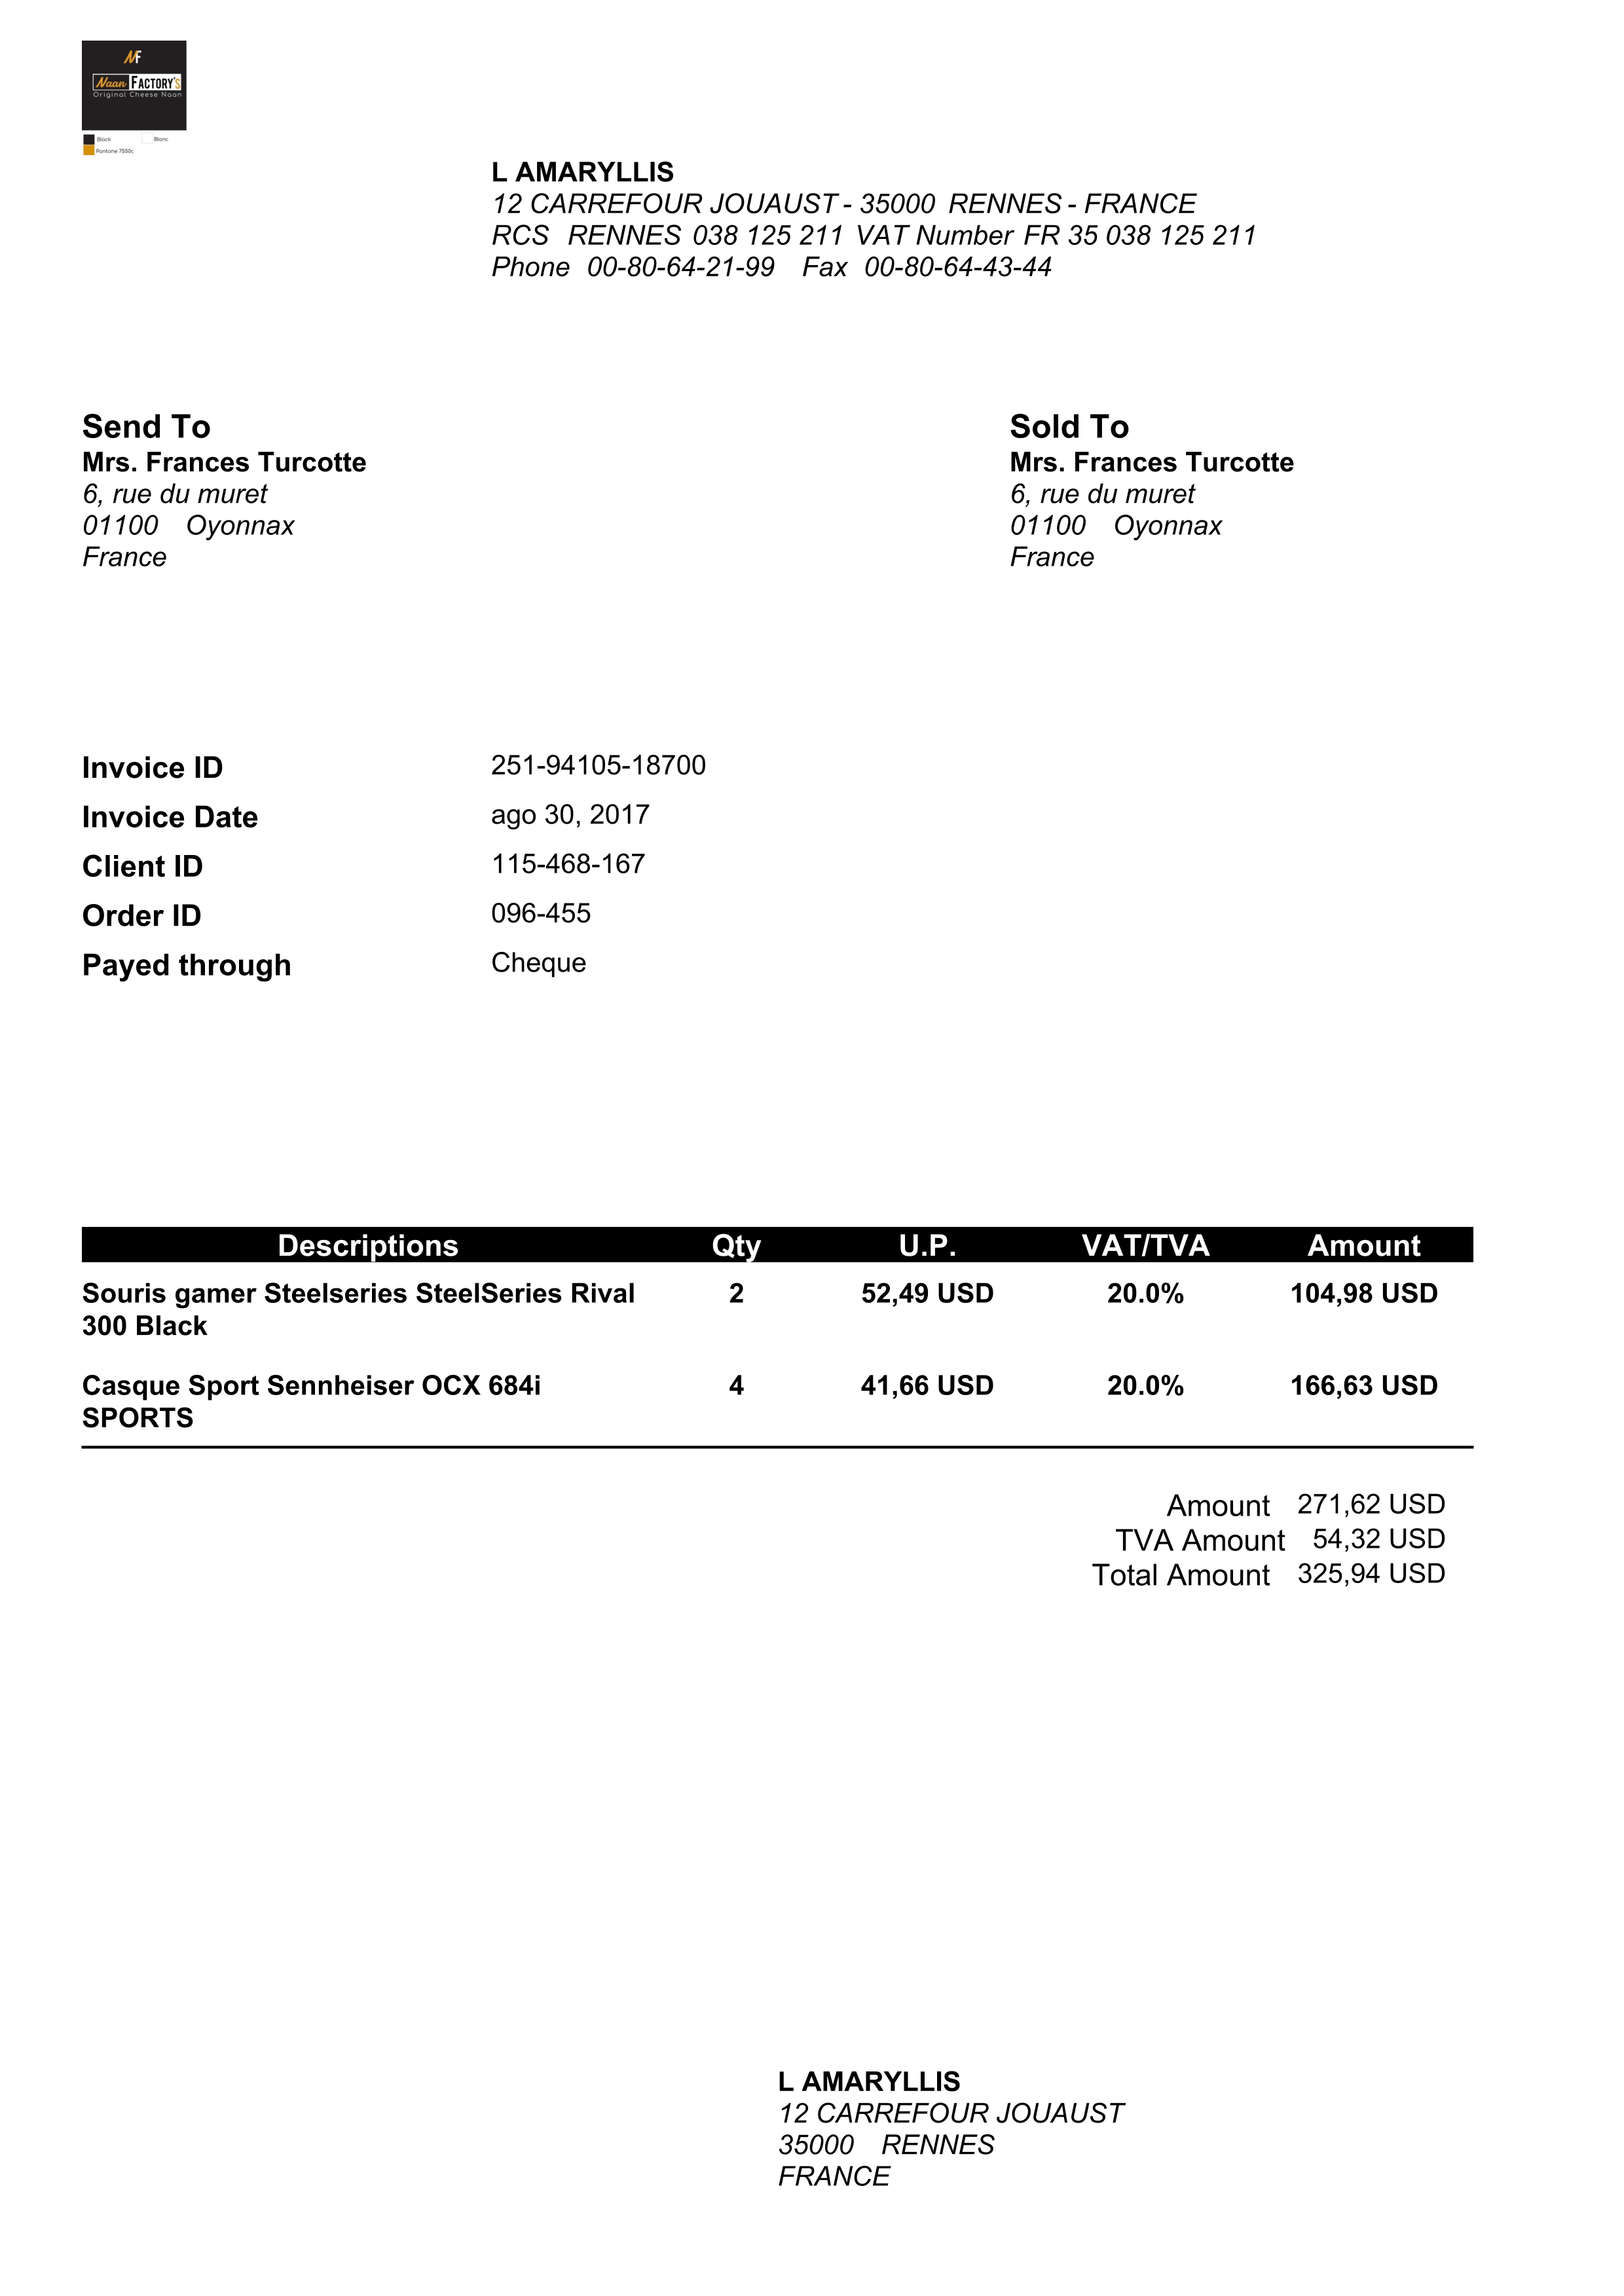 NF
Naan FACTORY'S
Original Cheese Naan
Black Blanc
Pantone 7550c
L AMARYLLIS
12 CARREFOUR JOUAUST - 35000 RENNES - FRANCE
RCS RENNES 038 125 211 VAT Number FR 35 038 125 211
Phone 00-80-64-21-99 Fax 00-80-64-43-44
Send To
Mrs. Frances Turcotte
6, rue du muret
01100 Oyonnax
France
Sold To
Mrs. Frances Turcotte
6, rue du muret
01100 Oyonnax
France
Invoice ID 251-94105-18700
Invoice Date ago 30, 2017
Client ID 115-468-167
Order ID 096-455
Payed through Cheque
Descriptions Qty U.P. VAT/TVA Amount
Souris gamer Steelseries SteelSeries Rival 2 52,49 USD 20.0% 104,98 USD
300 Black
Casque Sport Sennheiser OCX 684i 4 41,66 USD 20.0% 166,63 USD
SPORTS
Amount 271,62 USD
TVA Amount 54,32 USD
Total Amount 325,94 USD
L AMARYLLIS
12 CARREFOUR JOUAUST
35000 RENNES
FRANCE